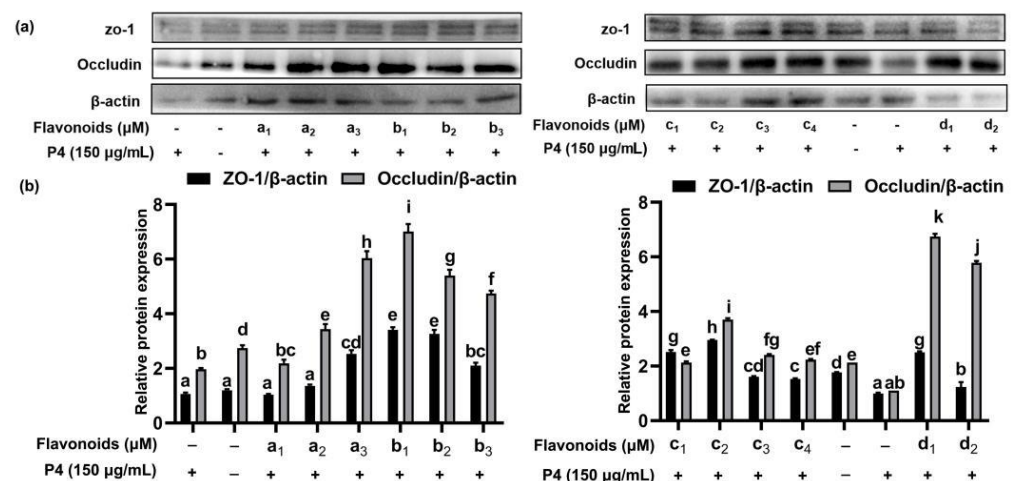 (a)
zo-1
Occludin
β-actin
Flavonoids (μM) - - a1 a2 a3 b1 b2 b3
P4 (150 μg/mL) + - + + + + + +
zo-1
Occludin
β-actin
Flavonoids (μM) c1 c2 c3 c4 - - d1 d2
P4 (150 μg/mL) + + + + - + + +
(b)
ZO-1/β-actin Occludin/β-actin
Relative protein expression
8
6
4
2
0
a b a d a bc a e cd h e i e g bc f
Flavonoids (μM) – – a1 a2 a3 b1 b2 b3
P4 (150 μg/mL) + – + + + + + +
ZO-1/β-actin Occludin/β-actin
Relative protein expression
8
6
4
2
0
g e h i cd fg c ef d e a ab g k b j
Flavonoids (μM) c1 c2 c3 c4 – – d1 d2
P4 (150 μg/mL) + + + + – + + +